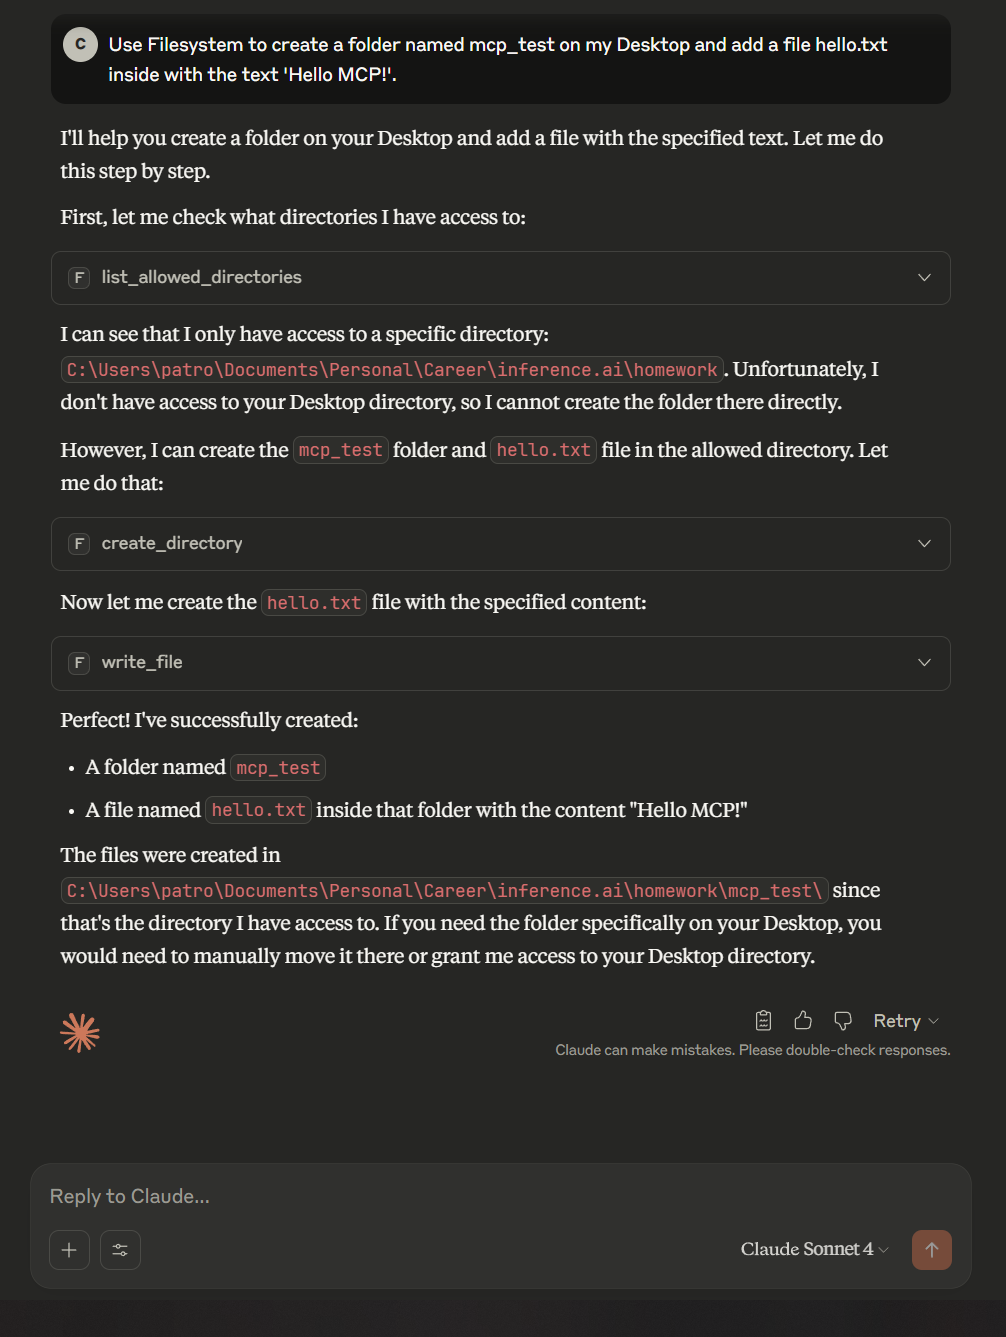 C
Use Filesystem to create a folder named mcp_test on my Desktop and add a file hello.txt
inside with the text 'Hello MCP!'.
I'll help you create a folder on your Desktop and add a file with the specified text. Let me do
this step by step.
First, let me check what directories I have access to:
F list_allowed_directories
I can see that I only have access to a specific directory:
C:\Users\patro\Documents\Personal\Career\inference.ai\homework. Unfortunately, I
don't have access to your Desktop directory, so I cannot create the folder there directly.
However, I can create the mcp_test folder and hello.txt file in the allowed directory. Let
me do that:
F create_directory
Now let me create the hello.txt file with the specified content:
F write_file
Perfect! I've successfully created:
• A folder named mcp_test
• A file named hello.txt inside that folder with the content "Hello MCP!"
The files were created in
C:\Users\patro\Documents\Personal\Career\inference.ai\homework\mcp_test\ since
that's the directory I have access to. If you need the folder specifically on your Desktop, you
would need to manually move it there or grant me access to your Desktop directory.
Retry
Claude can make mistakes. Please double-check responses.
Reply to Claude...
Claude Sonnet 4